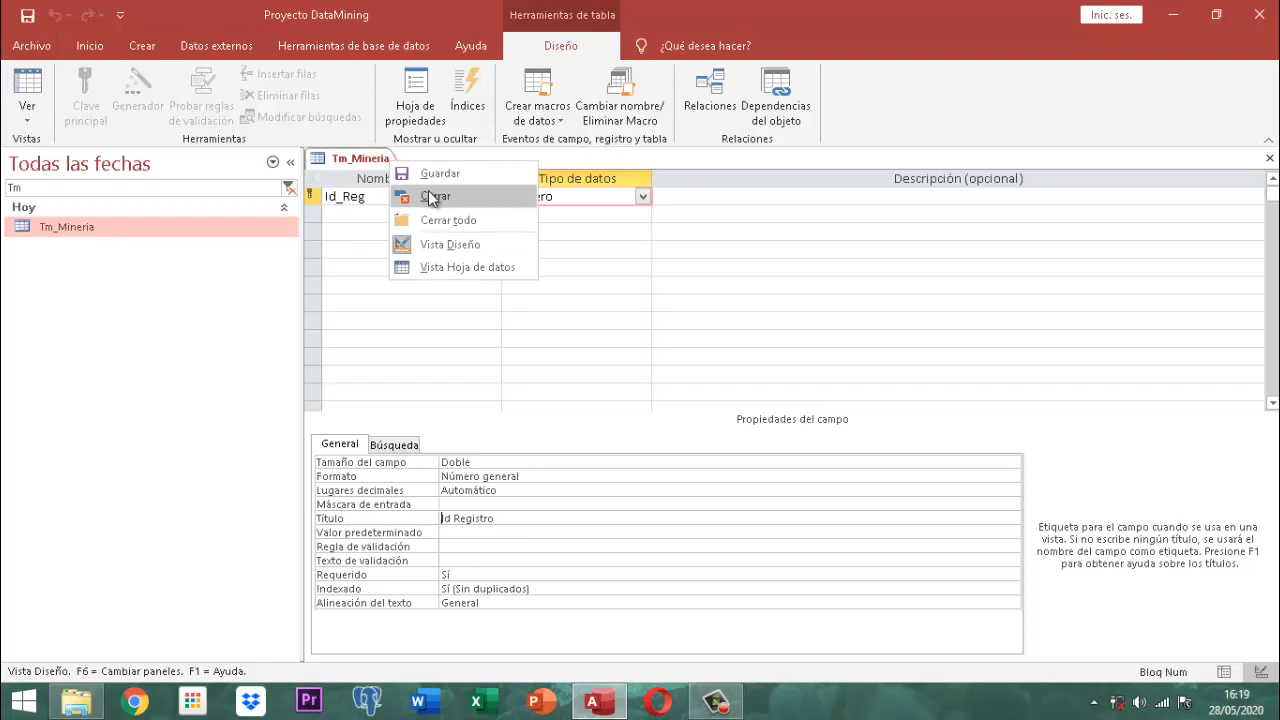 Proyecto DataMining
Herramientas de tabla
Inic. ses.
Archivo
Inicio
Crear
Datos externos
Herramientas de base de datos
Ayuda
Diseño
¿Qué desea hacer?
Ver
Clave principal
Generador
Probar reglas de validación
Insertar filas
Eliminar filas
Modificar búsquedas
Hoja de propiedades
Índices
Crear macros de datos
Cambiar nombre/ Eliminar Macro
Relaciones
Dependencias del objeto
Vistas
Herramientas
Mostrar u ocultar
Eventos de campo, registro y tabla
Relaciones
Todas las fechas
Tm
Hoy
Tm_Mineria
Tm_Mineria
Tipo de datos
Descripción (opcional)
Id_Reg
Guardar
Cerrar todo
Vista Diseño
Vista Hoja de datos
Propiedades del campo
General
Búsqueda
Tamaño del campo Doble
Formato Número general
Lugares decimales Automático
Máscara de entrada
Título Id Registro
Valor predeterminado
Regla de validación
Texto de validación
Requerido Sí
Indexado Sí (Sin duplicados)
Alineación del texto General
Etiqueta para el campo cuando se usa en una
vista. Si no escribe ningún título, se usará el
nombre del campo como etiqueta. Presione F1
para obtener ayuda sobre los títulos.
Vista Diseño. F6 = Cambiar paneles. F1 = Ayuda.
Bloq Num
16:19
28/05/2020